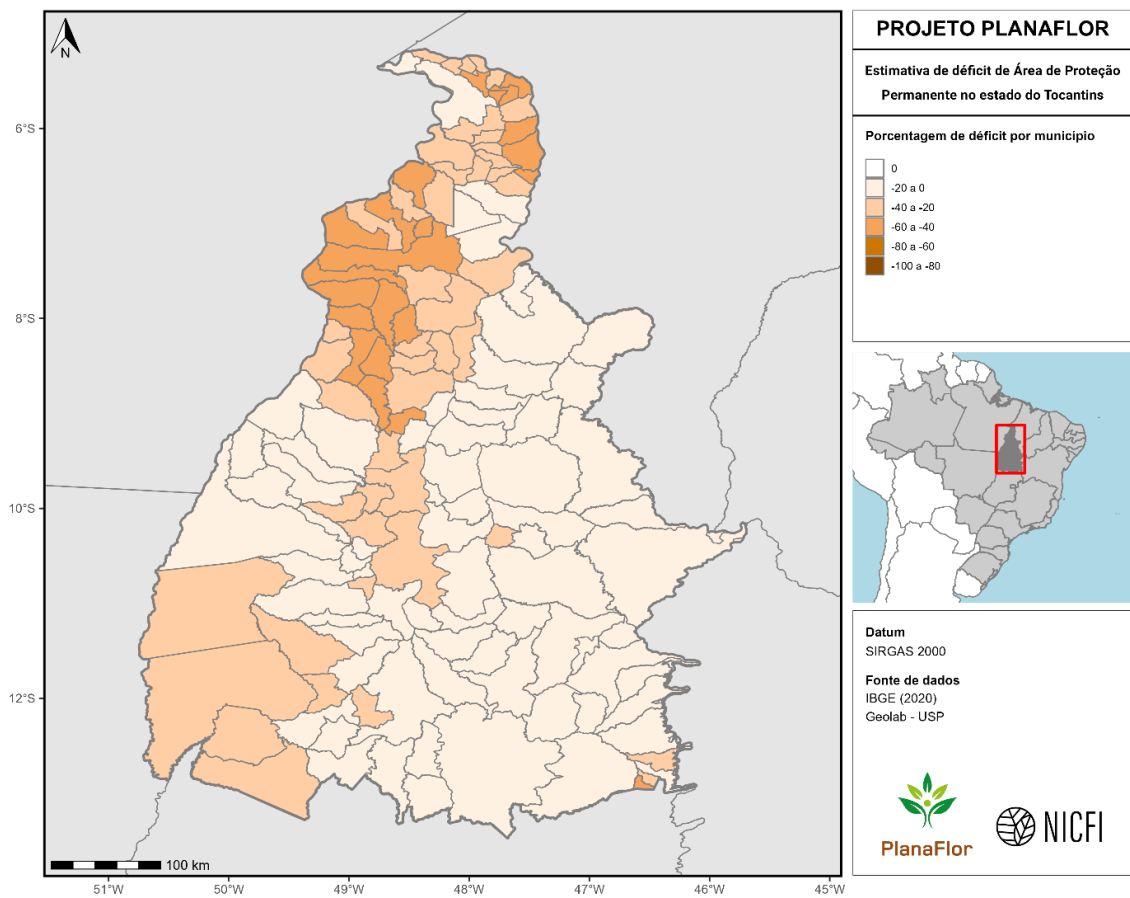 N
6°S
8°S
10°S
12°S
100 km
51°W
50°W
49°W
48°W
47°W
46°W
45°W
PROJETO PLANAFLOR
Estimativa de déficit de Área de Proteção
Permanente no estado do Tocantins
Porcentagem de déficit por município
0
-20 a 0
-40 a -20
-60 a -40
-80 a -60
-100 a -80
Datum
SIRGAS 2000
Fonte de dados
IBGE (2020)
Geolab - USP
PlanaFlor
NICFI